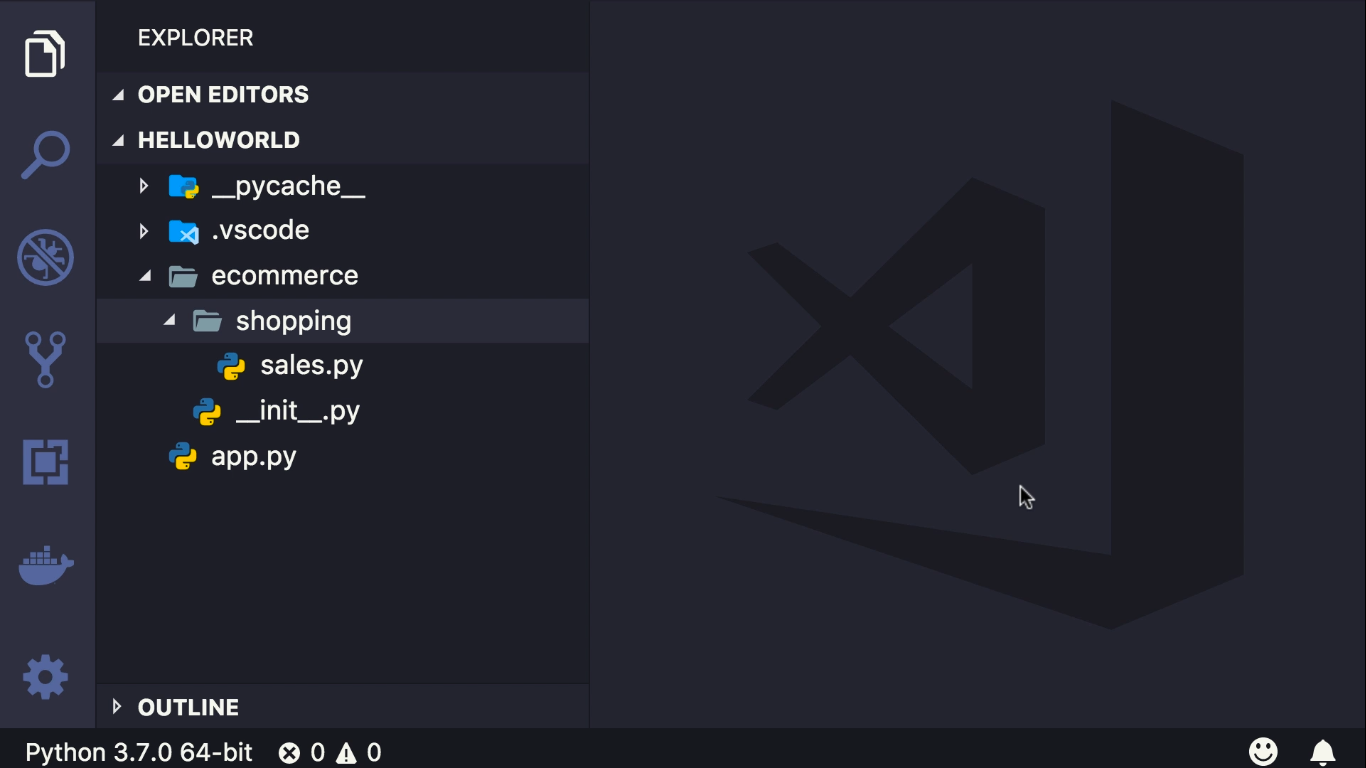 EXPLORER
OPEN EDITORS
HELLOWORLD
__pycache__
.vscode
ecommerce
shopping
sales.py
__init__.py
app.py
OUTLINE
Python 3.7.0 64-bit 0 0